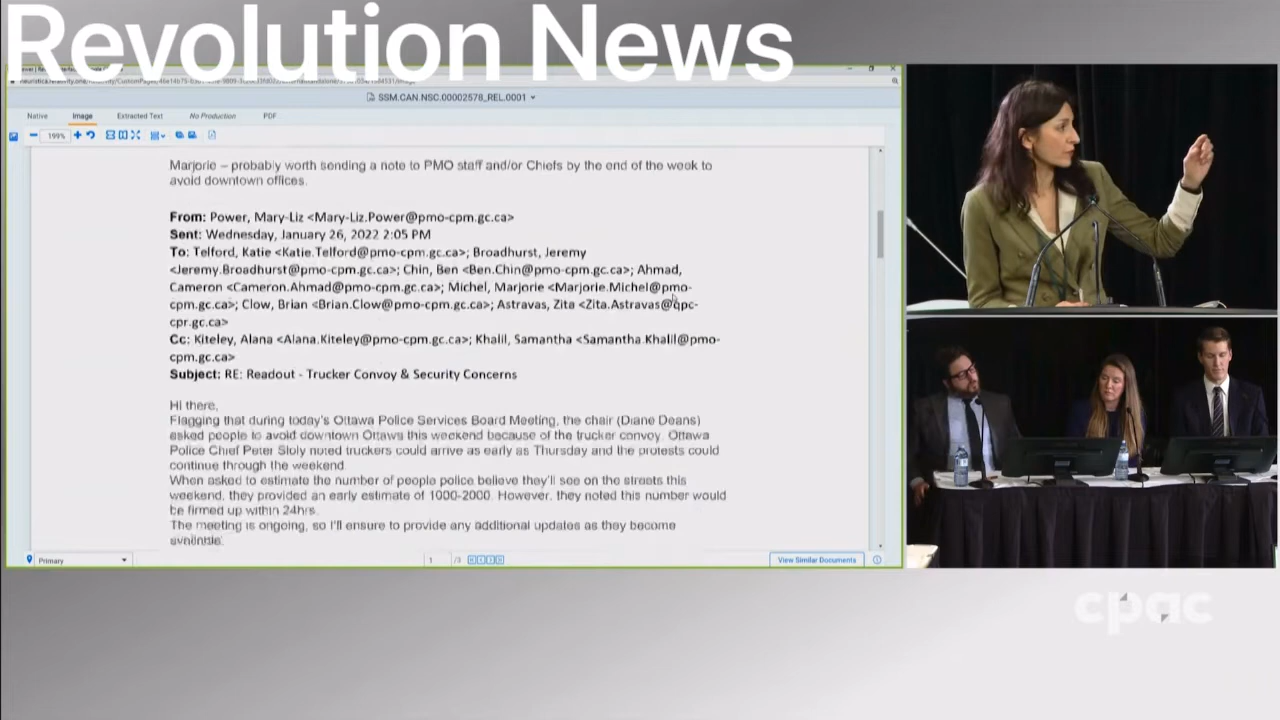 Revolution News
SSM.CAN.NSC.00002578_REL.0001
Native
Image
Extracted Text
No Production
PDF
199%
Marjorie – probably worth sending a note to PMO staff and/or Chiefs by the end of the week to
avoid downtown offices.
From: Power, Mary-Liz <Mary-Liz.Power@pmo-cpm.gc.ca>
Sent: Wednesday, January 26, 2022 2:05 PM
To: Telford, Katie <Katie.Telford@pmo-cpm.gc.ca>; Broadhurst, Jeremy
<Jeremy.Broadhurst@pmo-cpm.gc.ca>; Chin, Ben <Ben.Chin@pmo-cpm.gc.ca>; Ahmad,
Cameron <Cameron.Ahmad@pmo-cpm.gc.ca>; Michel, Marjorie <Marjorie.Michel@pmo-
cpm.gc.ca>; Clow, Brian <Brian.Clow@pmo-cpm.gc.ca>; Astravas, Zita <Zita.Astravas@qpc-
cpr.gc.ca>
Cc: Kiteley, Alana <Alana.Kiteley@pmo-cpm.gc.ca>; Khalil, Samantha <Samantha.Khalil@pmo-
cpm.gc.ca>
Subject: RE: Readout - Trucker Convoy & Security Concerns
Hi there,
Flagging that during today's Ottawa Police Services Board Meeting, the chair (Diane Deans)
asked people to avoid downtown Ottawa this weekend because of the trucker convoy. Ottawa
Police Chief Peter Sloly noted truckers could arrive as early as Thursday and the protests could
continue through the weekend.
When asked to estimate the number of people police believe they'll see on the streets this
weekend, they provided an early estimate of 1000-2000. However, they noted this number would
be firmed up within 24hrs.
The meeting is ongoing, so I'll ensure to provide any additional updates as they become
available.
Primary
1
/3
View Similar Documents
cpac